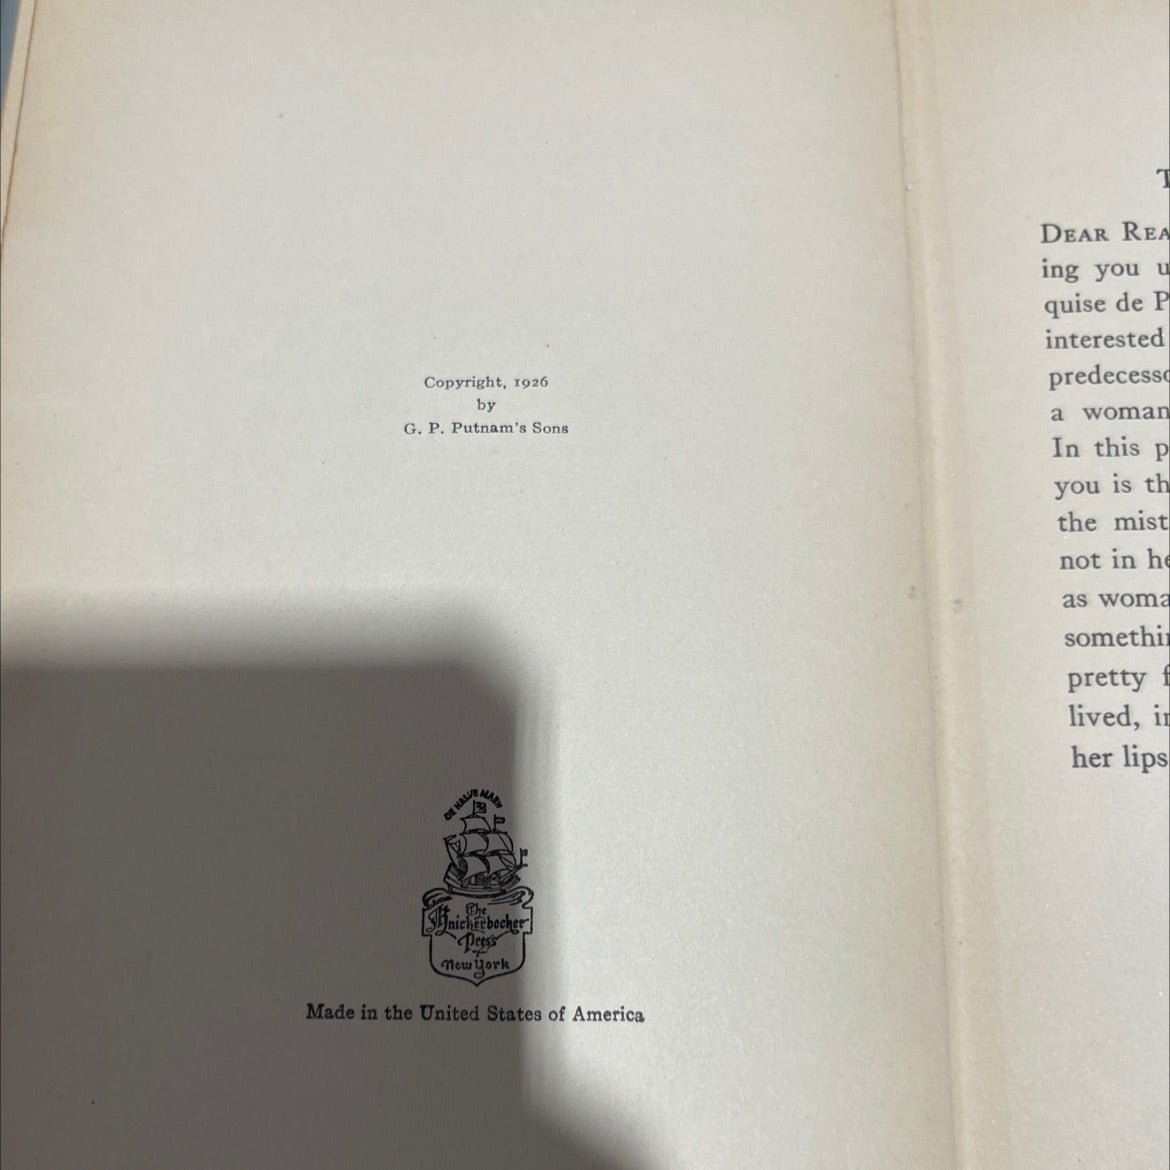 Copyright, 1926
by
G. P. Putnam's Sons
DE HALVE MAEN
The
Knickerbocker
Press
New York
Made in the United States of America
DEAR REA
ing you u
quise de P
interested
predecesso
a woman
In this p
you is th
the mist
not in he
as woma
somethin
pretty f
lived, in
her lips